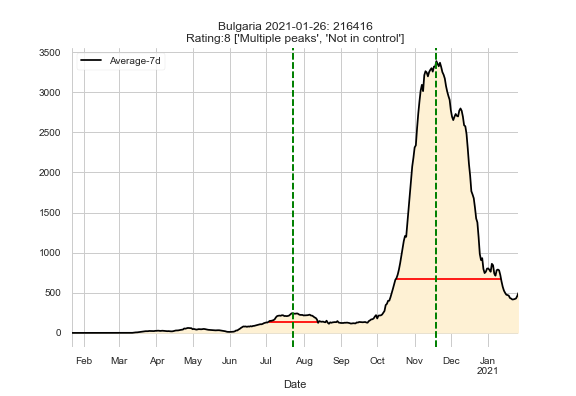 Bulgaria 2021-01-26: 216416
Rating:8 ['Multiple peaks', 'Not in control']
Average-7d
3500
3000
2500
2000
1500
1000
500
0
Feb Mar Apr May Jun Jul Aug Sep Oct Nov Dec Jan
2021
Date